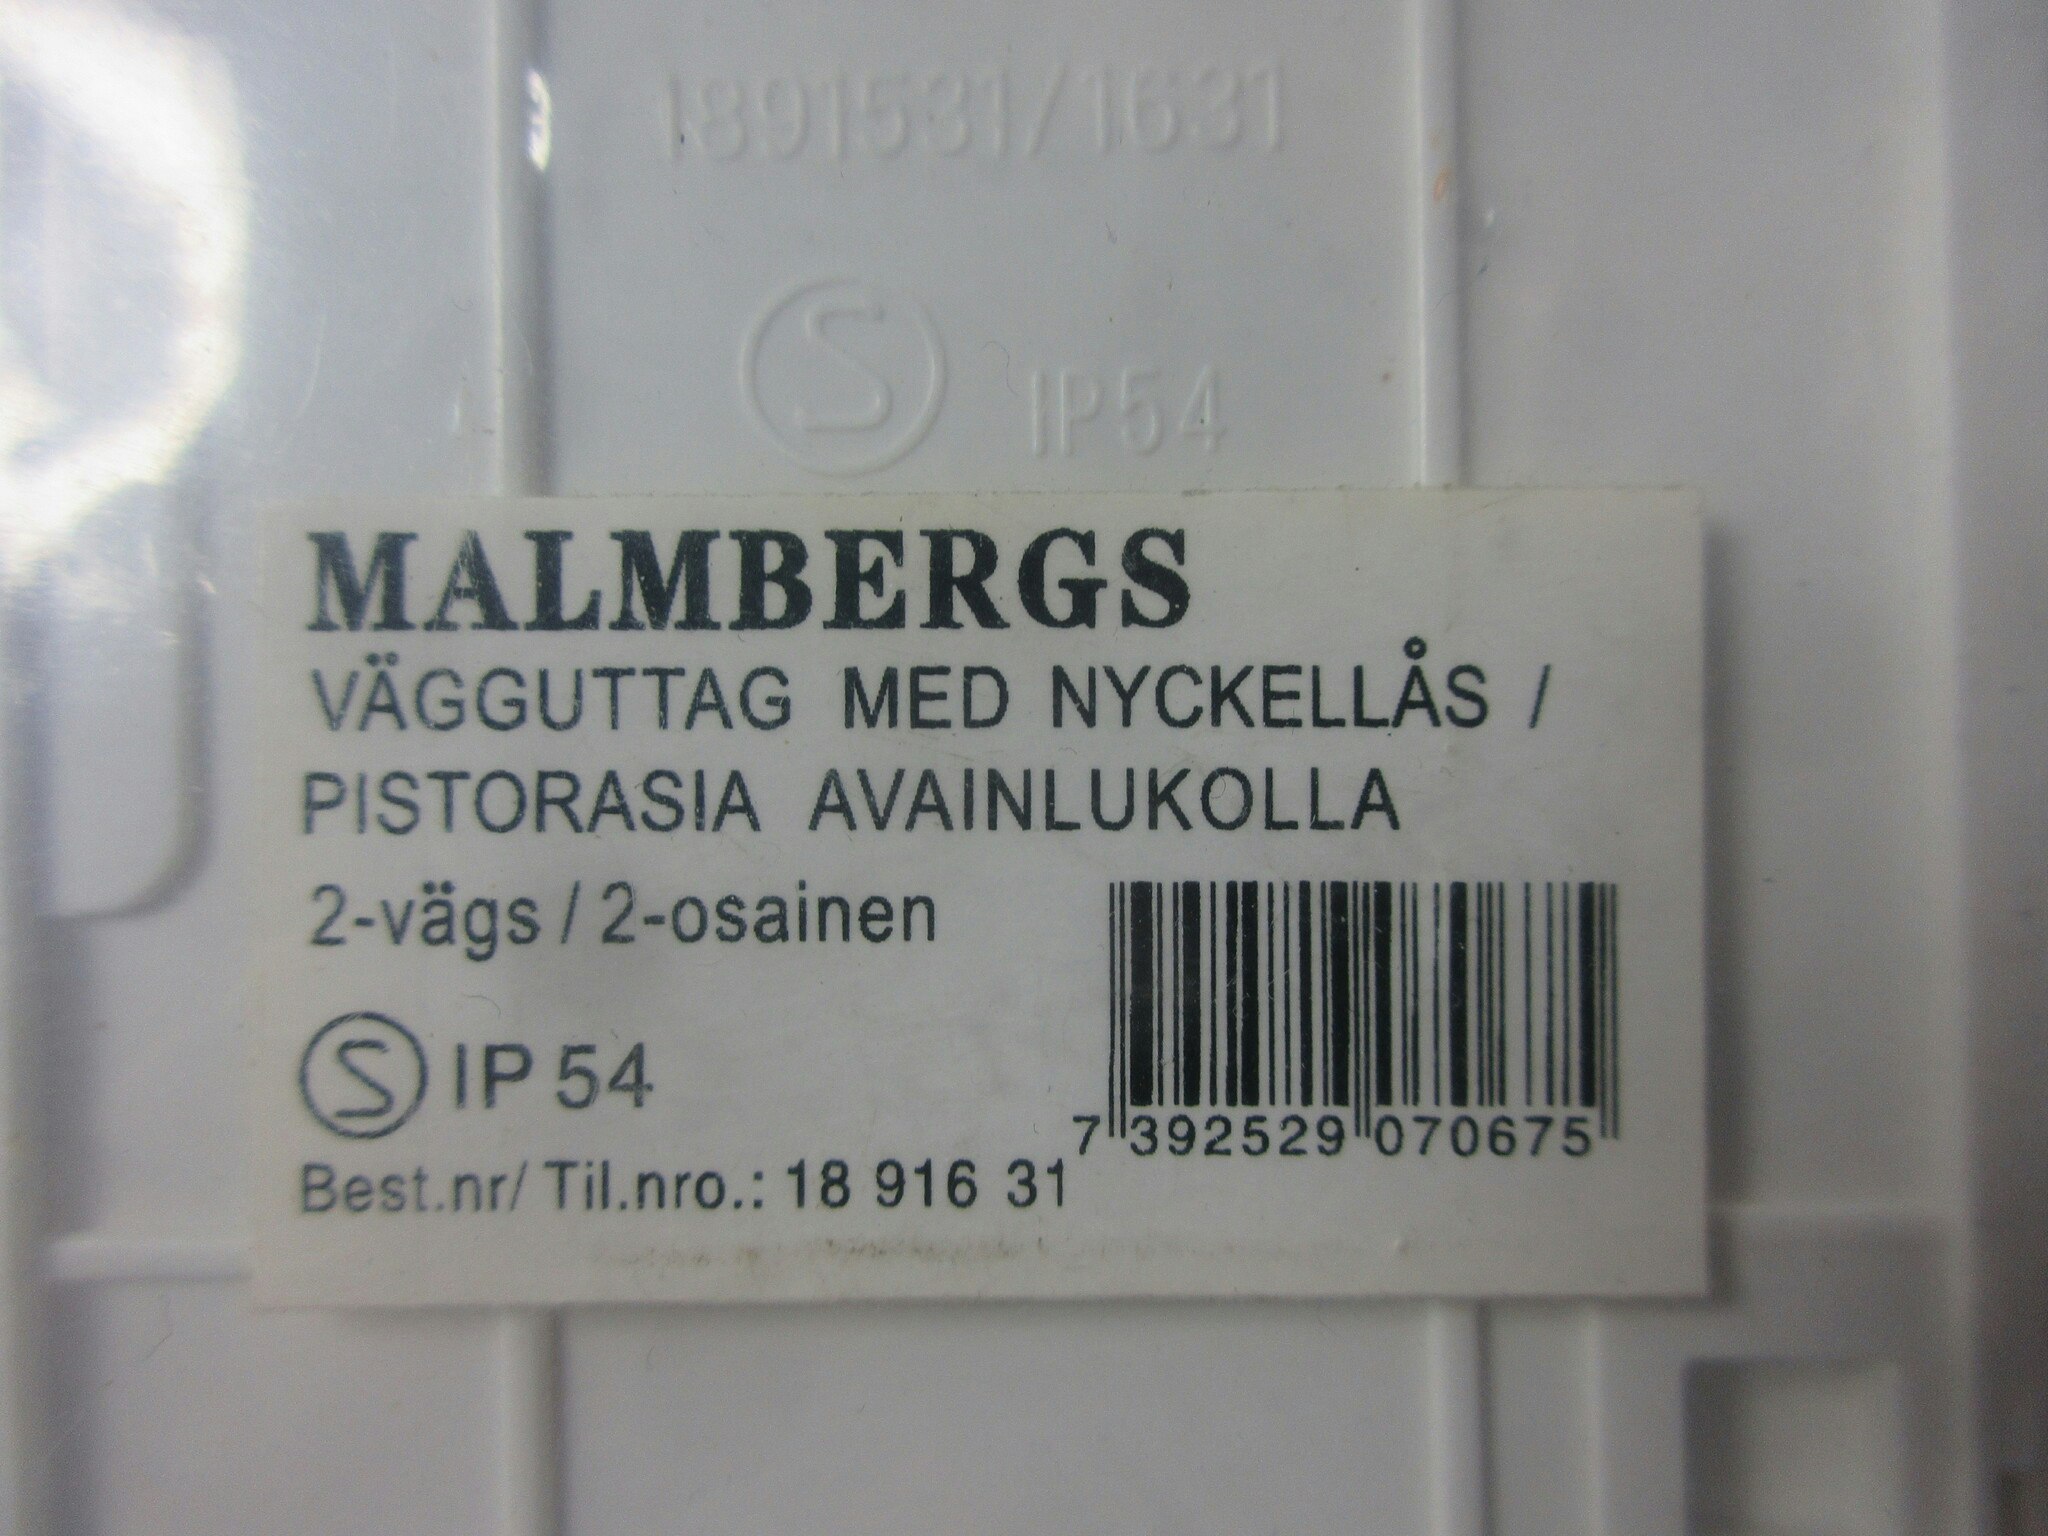 1891531/1631
S IP54
MALMBERGS
VÄGGUTTAG MED NYCKELLÅS /
PISTORASIA AVAINLUKOLLA
2-vägs / 2-osainen
S IP 54
7 392529 070675
Best.nr/ Til.nro.: 18 916 31